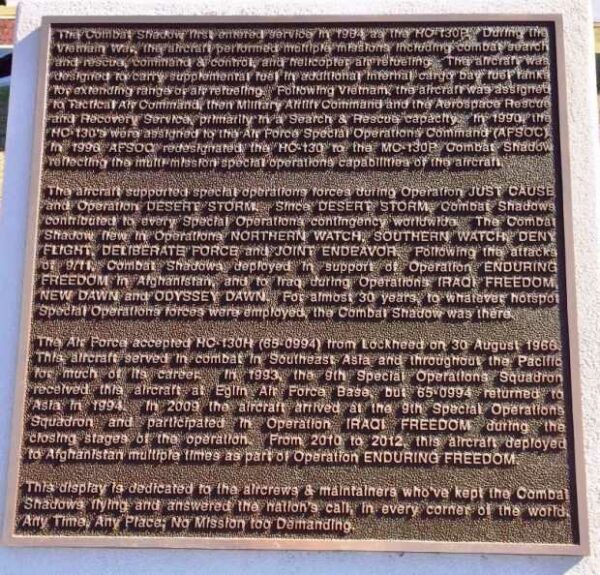 The Combat Shadow first entered service in 1964 as the HC-130P. During the
Vietnam War, the aircraft performed multiple missions including combat search
and rescue, command & control, and helicopter air refueling. This aircraft was
designed to carry supplemental fuel in additional internal cargo bay fuel tanks
for extending range or air refueling. Following Vietnam, the aircraft was assigned
to Tactical Air Command, then Military Airlift Command and the Aerospace Rescue
and Recovery Service, primarily in a Search & Rescue capacity. In 1990, the
HC-130's were assigned to the Air Force Special Operations Command (AFSOC).
In 1996, AFSOC redesignated the HC-130 to the MC-130P Combat Shadow
reflecting the multi-mission special operations capabilities of the aircraft.
The aircraft supported special operations forces during Operation JUST CAUSE
and Operation DESERT STORM. Since DESERT STORM, Combat Shadows
contributed to every Special Operations contingency worldwide. The Combat
Shadow flew in Operations NORTHERN WATCH, SOUTHERN WATCH, DENY
FLIGHT, DELIBERATE FORCE and JOINT ENDEAVOR. Following the attack
of 9/11, Combat Shadows deployed in support of Operation ENDURING
FREEDOM in Afghanistan, and to Iraq during Operations IRAQI FREEDOM,
NEW DAWN and ODYSSEY DAWN. For almost 30 years, to whatever hotspot
Special Operations forces were employed, the Combat Shadow was there.
The Air Force accepted HC-130H (65-0994) from Lockheed on 30 August 1966.
This aircraft served in combat in Southeast Asia and throughout the Pacific
for much of its career. In 1993, the 9th Special Operations Squadron
received this aircraft at Eglin Air Force Base, but 65-0994 returned to
Asia in 1994. In 2009 the aircraft arrived at the 9th Special Operations
Squadron and participated in Operation IRAQI FREEDOM during the
closing stages of the operation. From 2010 to 2012, this aircraft deployed
to Afghanistan multiple times as part of Operation ENDURING FREEDOM.
This display is dedicated to the aircrews & maintainers who've kept the Combat
Shadows flying and answered the nation's call, in every corner of the world.
Any Time, Any Place; No Mission too Demanding.